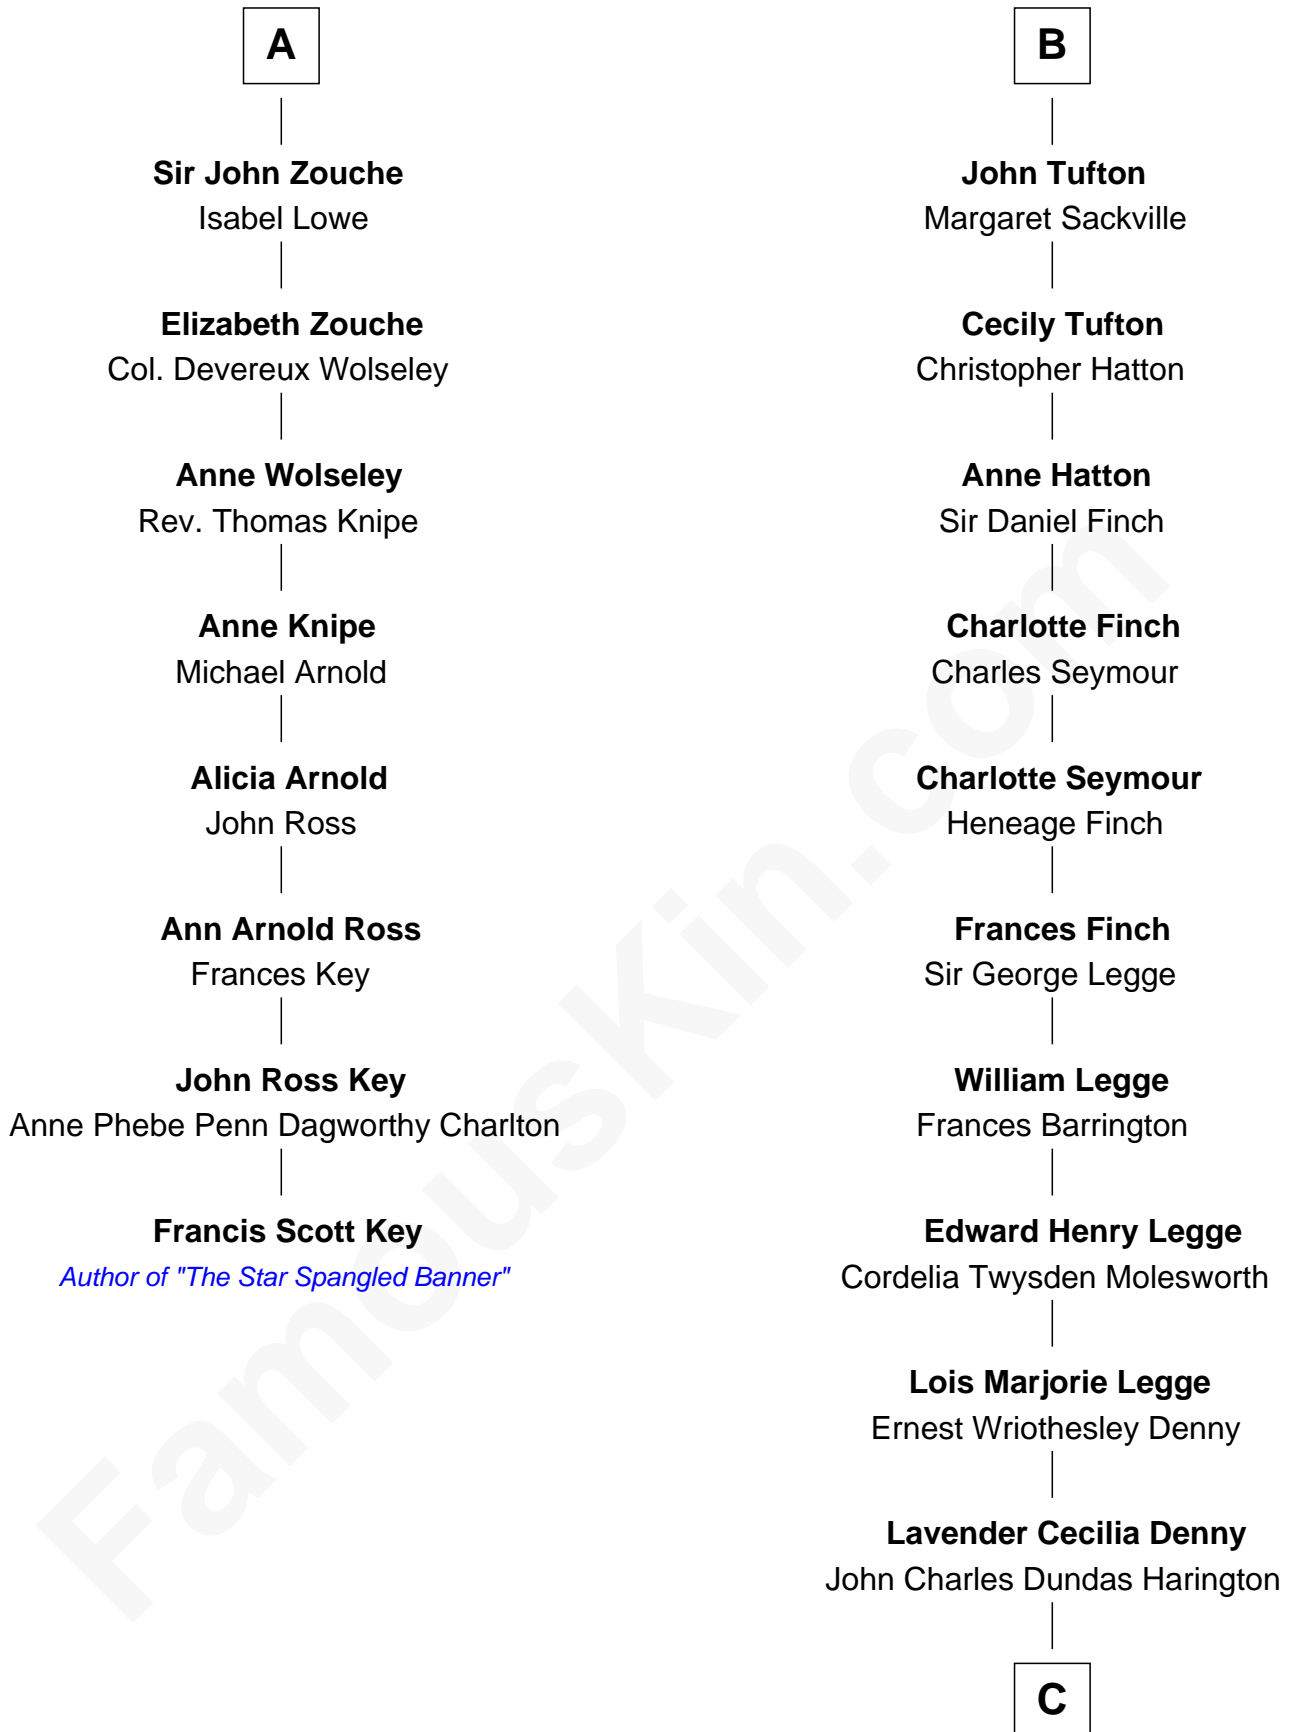 A
Sir John Zouche
Isabel Lowe
Elizabeth Zouche
Col. Devereux Wolseley
Anne Wolseley
Rev. Thomas Knipe
Anne Knipe
Michael Arnold
Alicia Arnold
John Ross
Ann Arnold Ross
Frances Key
John Ross Key
Anne Phebe Penn Dagworthy Charlton
Francis Scott Key
Author of "The Star Spangled Banner"
B
John Tufton
Margaret Sackville
Cecily Tufton
Christopher Hatton
Anne Hatton
Sir Daniel Finch
Charlotte Finch
Charles Seymour
Charlotte Seymour
Heneage Finch
Frances Finch
Sir George Legge
William Legge
Frances Barrington
Edward Henry Legge
Cordelia Twysden Molesworth
Lois Marjorie Legge
Ernest Wriothesley Denny
Lavender Cecilia Denny
John Charles Dundas Harington
C
FamousKin.com